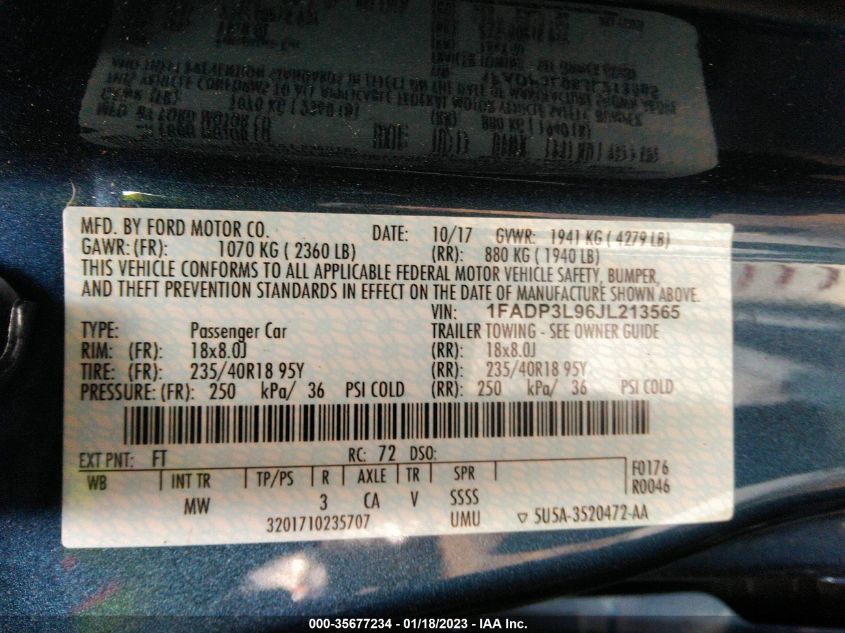 MFD. BY FORD MOTOR CO. DATE: 10/17 GVWR: 1941 KG ( 4279 LB)
GAWR: (FR): 1070 KG ( 2360 LB) (RR): 880 KG ( 1940 LB)
THIS VEHICLE CONFORMS TO ALL APPLICABLE FEDERAL MOTOR VEHICLE SAFETY, BUMPER,
AND THEFT PREVENTION STANDARDS IN EFFECT ON THE DATE OF MANUFACTURE SHOWN ABOVE.
VIN: 1FADP3L96JL213565
TYPE: Passenger Car TRAILER TOWING - SEE OWNER GUIDE
RIM: (FR): 18x8.0J (RR): 18x8.0J
TIRE: (FR): 235/40R18 95Y (RR): 235/40R18 95Y
PRESSURE: (FR): 250 kPa/ 36 PSI COLD (RR): 250 kPa/ 36 PSI COLD
EXT PNT: FT RC: 72 DSO:
WB INT TR TP/PS R AXLE TR SPR F0176
MW 3 CA V SSSS R0046
3201710235707 UMU ▽ 5U5A-3520472-AA
000-35677234 - 01/18/2023 - IAA Inc.